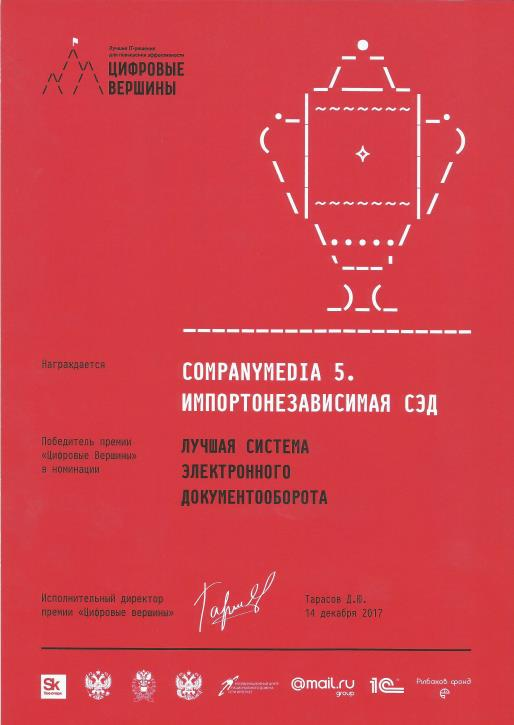 Лучшие IT-решения
для повышения эффективности
ЦИФРОВЫЕ
ВЕРШИНЫ
Награждается
COMPANYMEDIA 5.
ИМПОРТОНЕЗАВИСИМАЯ СЭД
Победитель премии
«Цифровые Вершины»
в номинации
ЛУЧШАЯ СИСТЕМА
ЭЛЕКТРОННОГО
ДОКУМЕНТООБОРОТА
Исполнительный директор
премии «Цифровые вершины»
Тарасов Д.Ю.
14 декабря 2017
Sk
@mail.ru
group
1С
Рыбаков фонд